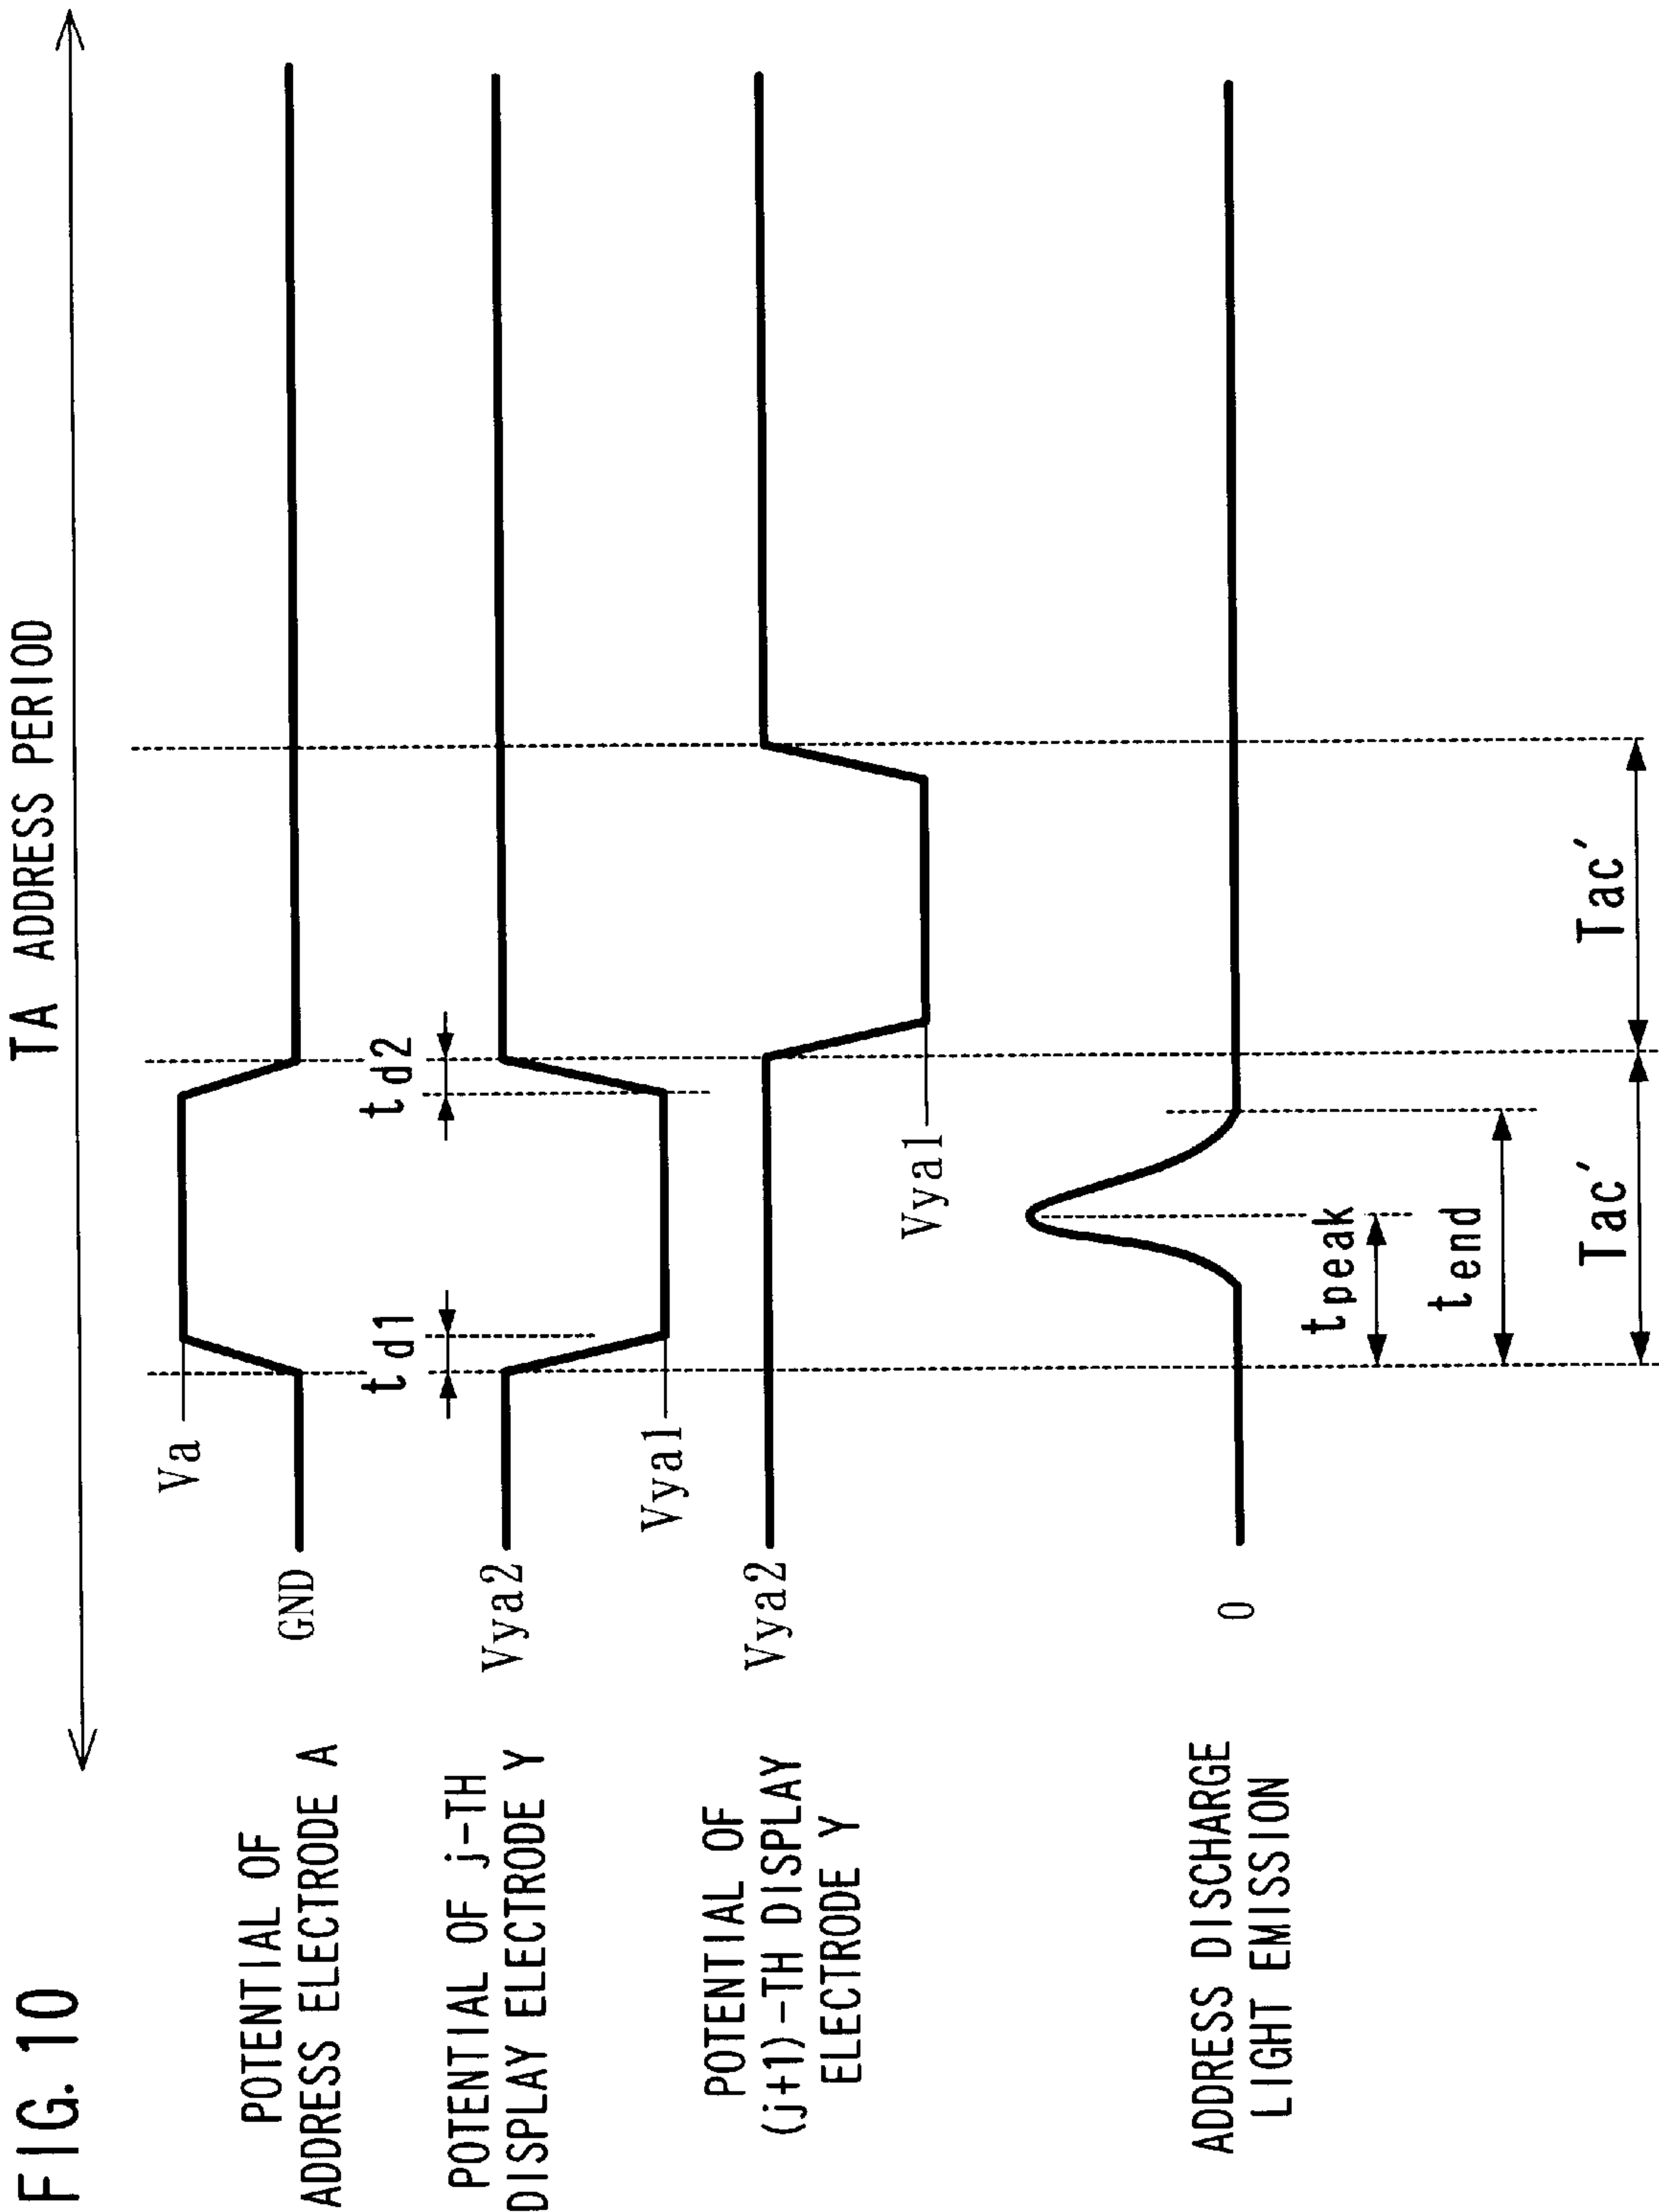 FIG. 10
TA ADDRESS PERIOD
POTENTIAL OF
ADDRESS ELECTRODE A
Va
GND
POTENTIAL OF j-TH
DISPLAY ELECTRODE Y
Vya2
Vya1
td1
td2
POTENTIAL OF
(j+1)-TH DISPLAY
ELECTRODE Y
Vya2
Vya1
ADDRESS DISCHARGE
LIGHT EMISSION
0
tpeak
tend
Tac′
Tac′